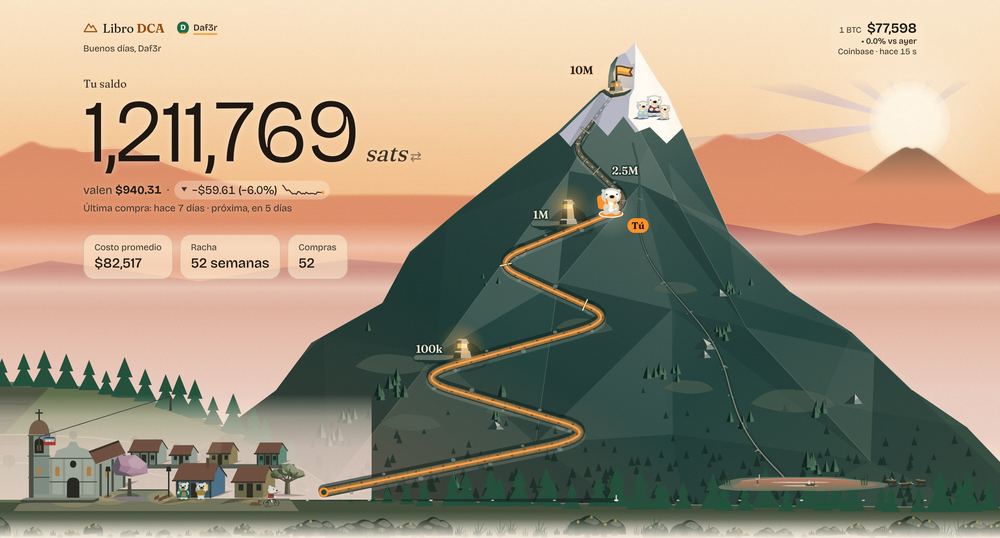 Libro DCA
D Daf3r
Buenos días, Daf3r
1 BTC $77,598
• 0.0% vs ayer
Coinbase · hace 15 s
Tu saldo
1,211,769 sats ⇄
valen $940.31 · ▼ −$59.61 (−6.0%)
Última compra: hace 7 días · próxima, en 5 días
Costo promedio
$82,517
Racha
52 semanas
Compras
52
10M
2.5M
1M
Tú
100k